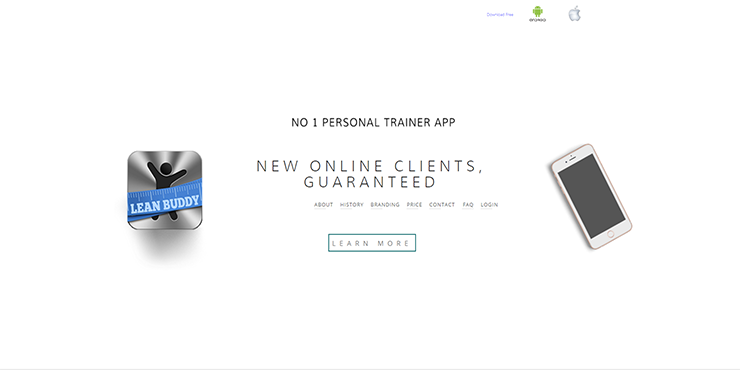 Download Free
ANDROID
NO 1 PERSONAL TRAINER APP
NEW ONLINE CLIENTS,
GUARANTEED
LEAN BUDDY
ABOUT HISTORY BRANDING PRICE CONTACT FAQ LOGIN
LEARN MORE